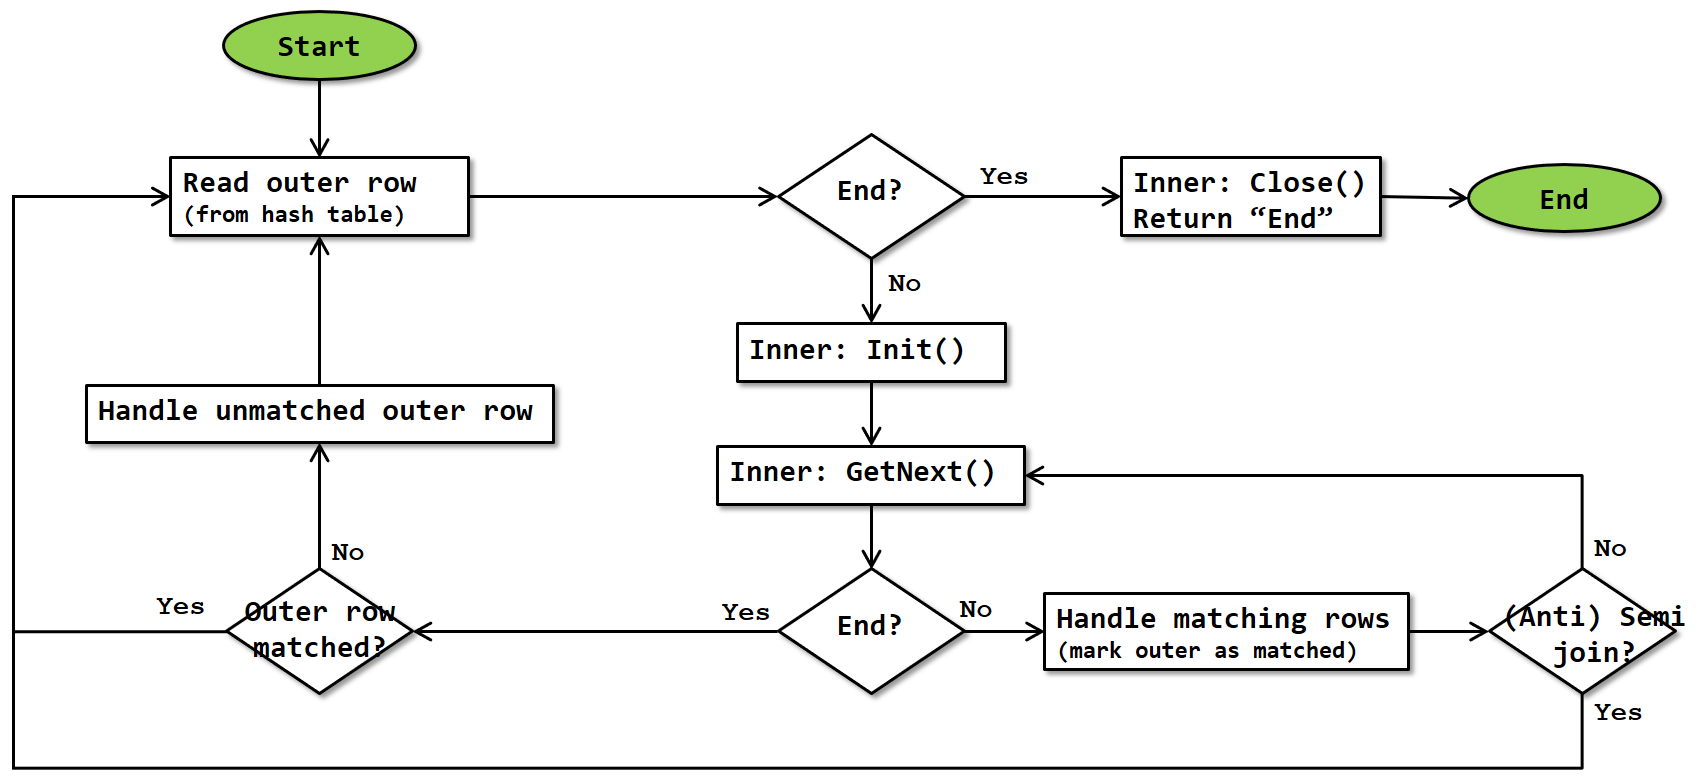 Start
Read outer row
(from hash table)
End?
Yes
Inner: Close()
Return “End”
End
No
Inner: Init()
Handle unmatched outer row
Inner: GetNext()
No
No
Yes
Outer row
matched?
Yes
End?
No
Handle matching rows
(mark outer as matched)
(Anti) Semi
join?
Yes